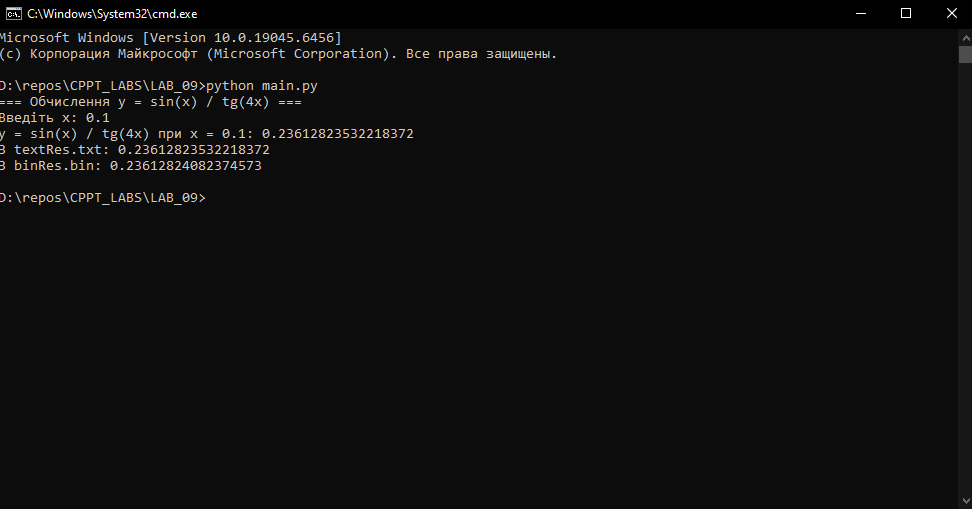 C:\Windows\System32\cmd.exe
Microsoft Windows [Version 10.0.19045.6456]
(c) Корпорация Майкрософт (Microsoft Corporation). Все права защищены.
D:\repos\CPPT_LABS\LAB_09>python main.py
=== Обчислення y = sin(x) / tg(4x) ===
Введіть x: 0.1
y = sin(x) / tg(4x) при x = 0.1: 0.23612823532218372
В textRes.txt: 0.23612823532218372
В binRes.bin: 0.23612824082374573
D:\repos\CPPT_LABS\LAB_09>